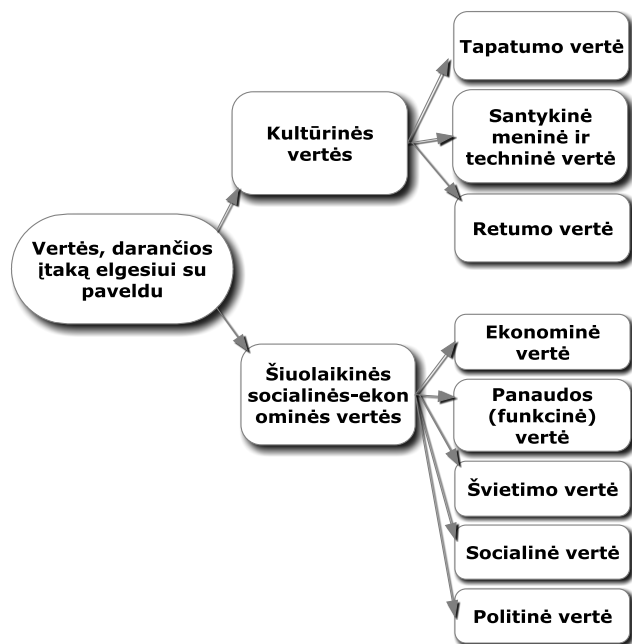 Vertės, darančios
įtaką elgesiui su
paveldu
Kultūrinės
vertės
Tapatumo vertė
Santykinė
meninė ir
techninė vertė
Retumo vertė
Šiuolaikinės
socialinės-ekon
ominės vertės
Ekonominė
vertė
Panaudos
(funkcinė)
vertė
Švietimo vertė
Socialinė vertė
Politinė vertė